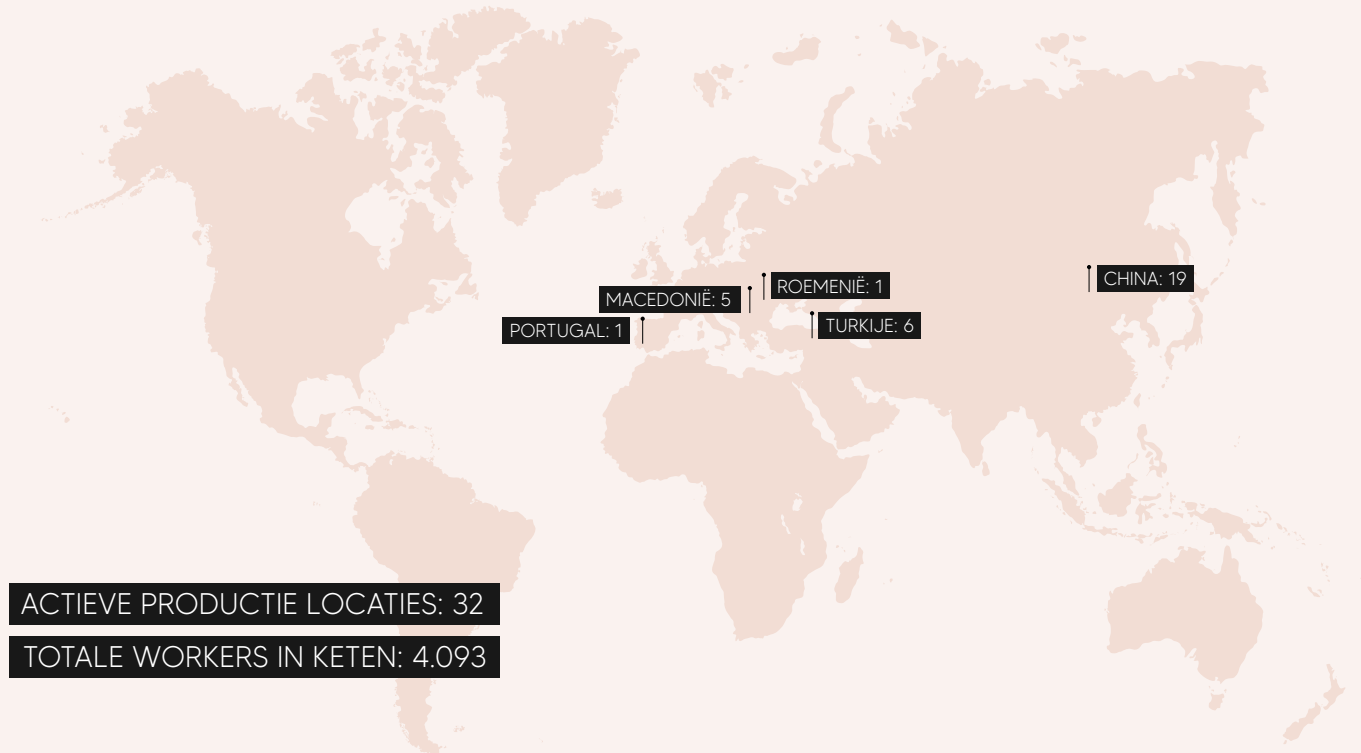 CHINA: 19
ROEMENIË: 1
MACEDONIË: 5
TURKIJE: 6
PORTUGAL: 1
ACTIEVE PRODUCTIE LOCATIES: 32
TOTALE WORKERS IN KETEN: 4.093